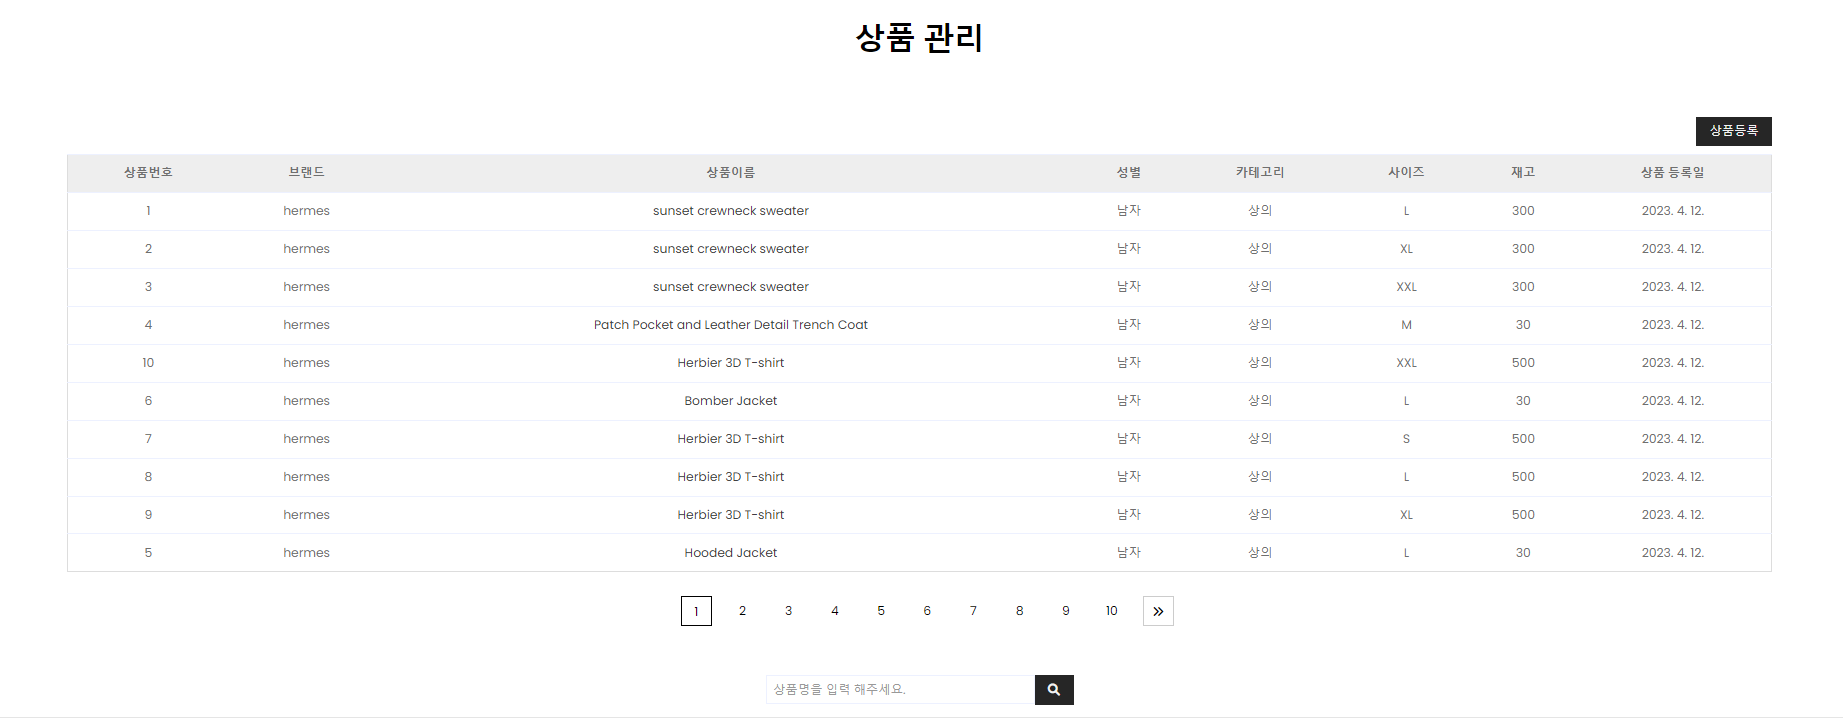 상품 관리
상품등록
상품번호 브랜드 상품이름 성별 카테고리 사이즈 재고 상품 등록일
1 hermes sunset crewneck sweater 남자 상의 L 300 2023. 4. 12.
2 hermes sunset crewneck sweater 남자 상의 XL 300 2023. 4. 12.
3 hermes sunset crewneck sweater 남자 상의 XXL 300 2023. 4. 12.
4 hermes Patch Pocket and Leather Detail Trench Coat 남자 상의 M 30 2023. 4. 12.
10 hermes Herbier 3D T-shirt 남자 상의 XXL 500 2023. 4. 12.
6 hermes Bomber Jacket 남자 상의 L 30 2023. 4. 12.
7 hermes Herbier 3D T-shirt 남자 상의 S 500 2023. 4. 12.
8 hermes Herbier 3D T-shirt 남자 상의 L 500 2023. 4. 12.
9 hermes Herbier 3D T-shirt 남자 상의 XL 500 2023. 4. 12.
5 hermes Hooded Jacket 남자 상의 L 30 2023. 4. 12.
1 2 3 4 5 6 7 8 9 10 »
상품명을 입력 해주세요.